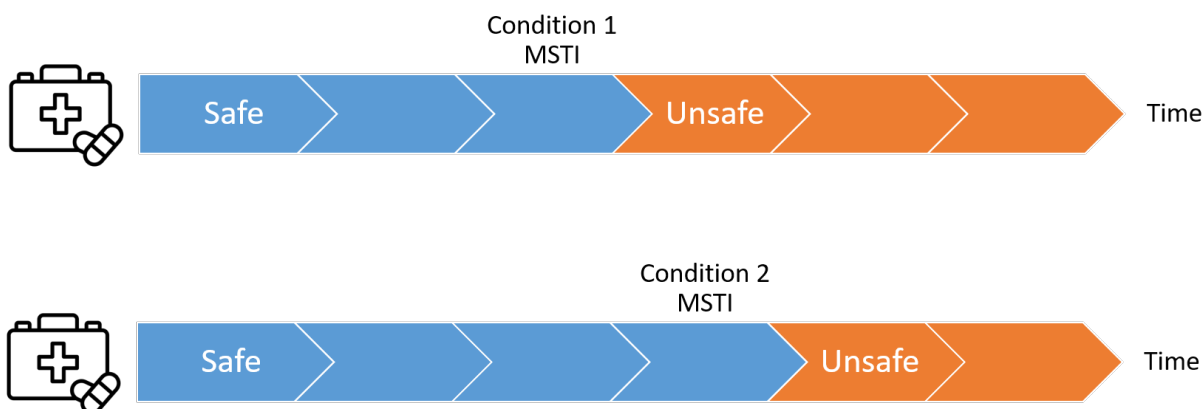 Condition 1
MSTI
Safe
Unsafe
Time
Condition 2
MSTI
Safe
Unsafe
Time